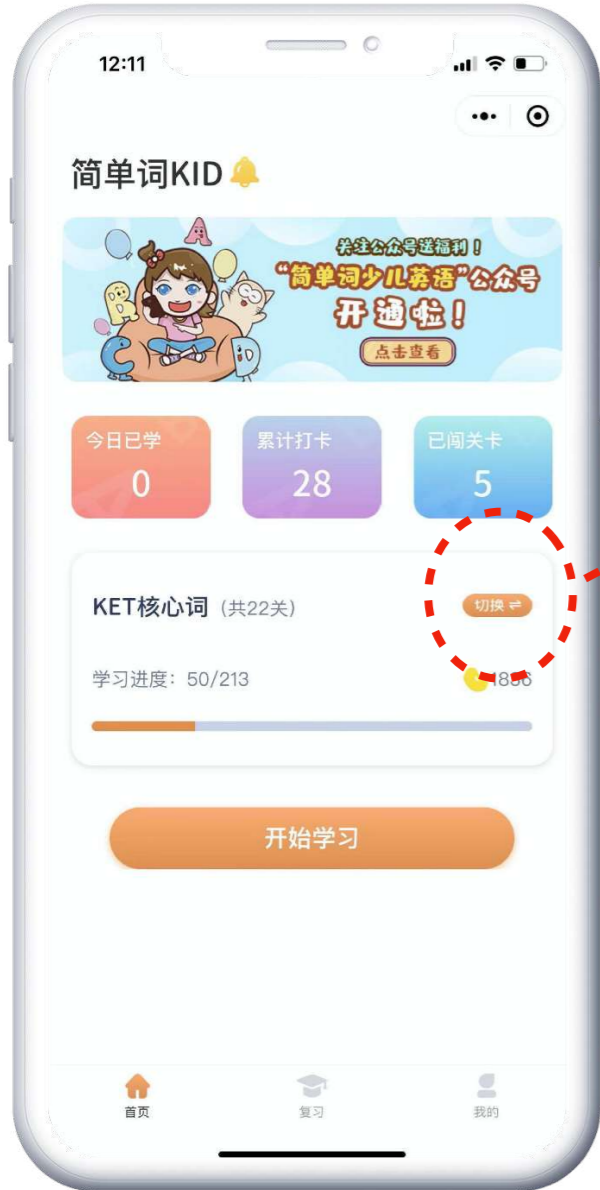 12:11
简单词KID
关注公众号送福利！
“简单词少儿英语”公众号
开通啦！
点击查看
A
B
C
D
今日已学
累计打卡
已闯关卡
0
28
5
KET核心词（共22关）
切换
学习进度：50/213
1836
开始学习
首页
复习
我的